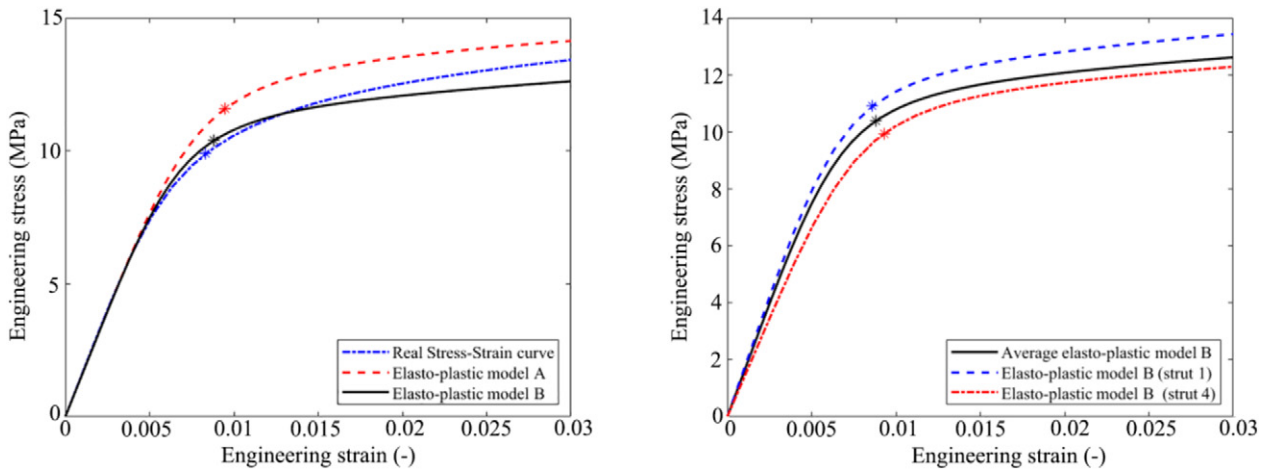 15
10
5
0
Engineering stress (MPa)
Real Stress-Strain curve
Elasto-plastic model A
Elasto-plastic model B
0 0.005 0.01 0.015 0.02 0.025 0.03
Engineering strain (-)
14
12
10
8
6
4
2
0
Engineering stress (MPa)
Average elasto-plastic model B
Elasto-plastic model B (strut 1)
Elasto-plastic model B (strut 4)
0 0.005 0.01 0.015 0.02 0.025 0.03
Engineering strain (-)